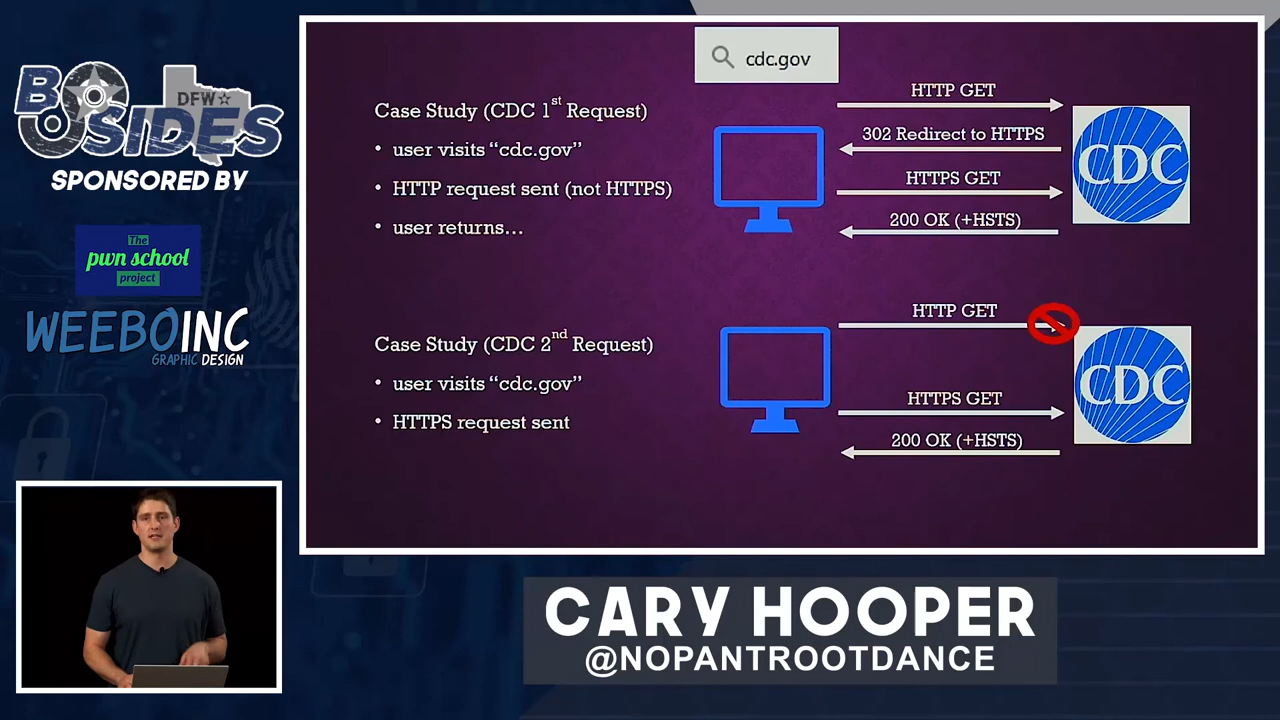 BSIDES
DFW
SPONSORED BY
The
pwn school
project
WEEBOINC
GRAPHIC DESIGN
cdc.gov
Case Study (CDC 1st Request)
• user visits “cdc.gov”
• HTTP request sent (not HTTPS)
• user returns…
HTTP GET
302 Redirect to HTTPS
HTTPS GET
200 OK (+HSTS)
CDC
Case Study (CDC 2nd Request)
• user visits “cdc.gov”
• HTTPS request sent
HTTP GET
HTTPS GET
200 OK (+HSTS)
CDC
CARY HOOPER
@NOPANTROOTDANCE